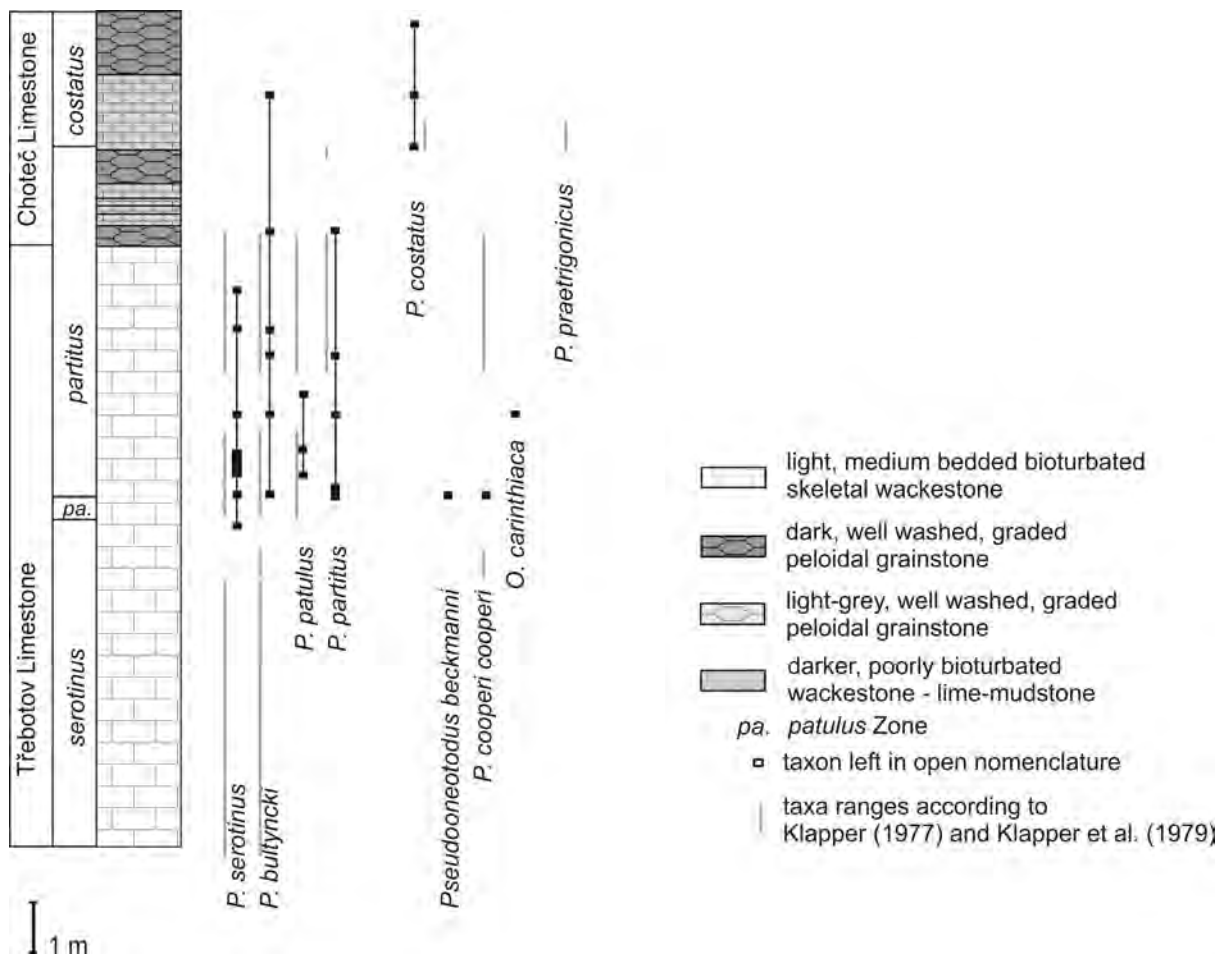 Choteč Limestone
Třebotov Limestone
costatus
partitus
pa.
serotinus
P. serotinus
P. bultyncki
P. patulus
P. partitus
P. costatus
Pseudooneotodus beckmanni
P. cooperi cooperi
O. carinthiaca
P. praetrigonicus
light, medium bedded bioturbated
skeletal wackestone
dark, well washed, graded
peloidal grainstone
light-grey, well washed, graded
peloidal grainstone
darker, poorly bioturbated
wackestone - lime-mudstone
pa. patulus Zone
taxon left in open nomenclature
taxa ranges according to
Klapper (1977) and Klapper et al. (1979)
1 m